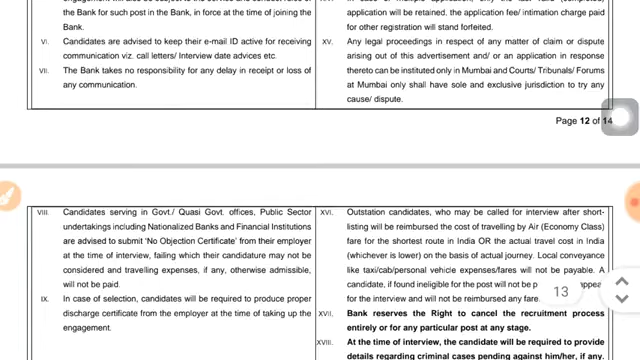 engagement will also be subject to the service and conduct rules of
the Bank for such post in the Bank, in force at the time of joining the
Bank.
VI. Candidates are advised to keep their e-mail ID active for receiving
communication viz. call letters/ Interview date advices etc.
VII. The Bank takes no responsibility for any delay in receipt or loss of
any communication.
application will be retained. the application fee/ intimation charge paid
for other registration will stand forfeited.
XV. Any legal proceedings in respect of any matter of claim or dispute
arising out of this advertisement and/ or an application in response
thereto can be instituted only in Mumbai and Courts/ Tribunals/ Forums
at Mumbai only shall have sole and exclusive jurisdiction to try any
cause/ dispute.
Page 12 of 14
VIII. Candidates serving in Govt./ Quasi Govt. offices, Public Sector
undertakings including Nationalized Banks and Financial Institutions
are advised to submit 'No Objection Certificate' from their employer
at the time of interview, failing which their candidature may not be
considered and travelling expenses, if any, otherwise admissible,
will not be paid.
IX. In case of selection, candidates will be required to produce proper
discharge certificate from the employer at the time of taking up the
engagement.
XVI. Outstation candidates, who may be called for interview after short-
listing will be reimbursed the cost of travelling by Air (Economy Class)
fare for the shortest route in India OR the actual travel cost in India
(whichever is lower) on the basis of actual journey. Local conveyance
like taxi/cab/personal vehicle expenses/fares will not be payable. A
candidate, if found ineligible for the post will not be appea
for the interview and will not be reimbursed any fare.
13
XVII. Bank reserves the Right to cancel the recruitment process
entirely or for any particular post at any stage.
XVIII. At the time of interview, the candidate will be required to provide
details regarding criminal cases pending against him/her, if any.